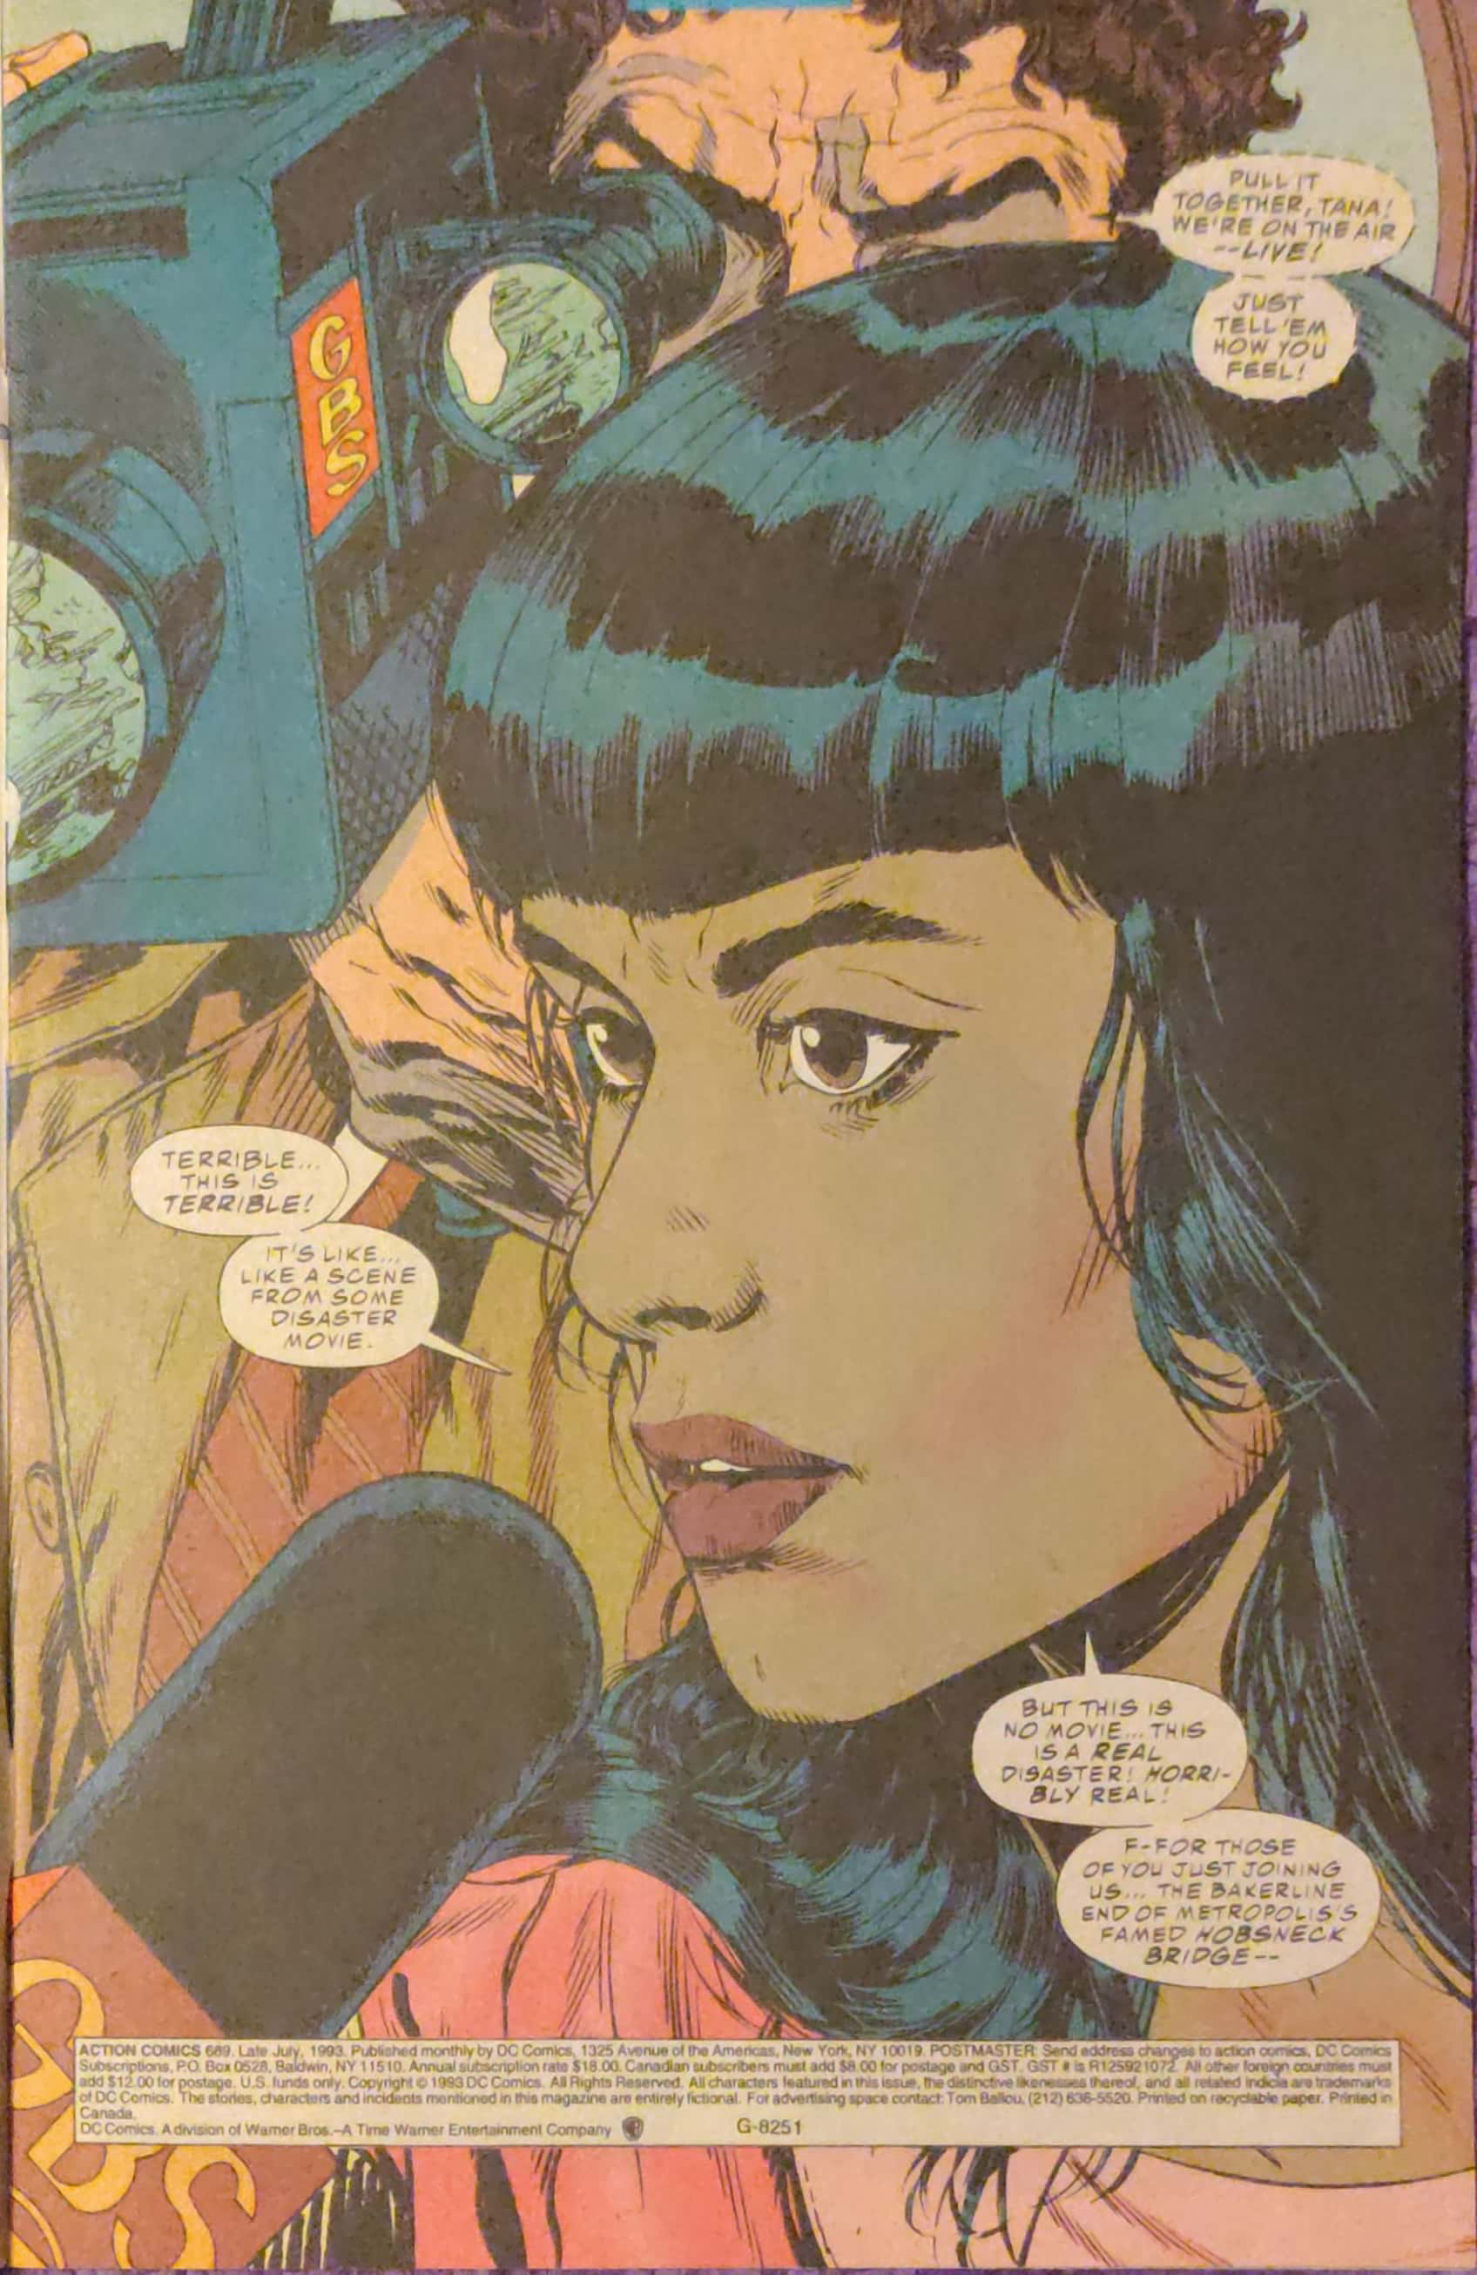 PULL IT
TOGETHER, TANA!
WE'RE ON THE AIR
--LIVE!
JUST
TELL 'EM
HOW YOU
FEEL!
GBS
TERRIBLE...
THIS IS
TERRIBLE!
IT'S LIKE...
LIKE A SCENE
FROM SOME
DISASTER
MOVIE.
BUT THIS IS
NO MOVIE... THIS
IS A REAL
DISASTER! HORRI-
BLY REAL!
F-FOR THOSE
OF YOU JUST JOINING
US... THE BAKERLINE
END OF METROPOLIS'S
FAMED HOBSNECK
BRIDGE--
ACTION COMICS 689. Late July, 1993. Published monthly by DC Comics, 1325 Avenue of the Americas, New York, NY 10019. POSTMASTER: Send address changes to action comics, DC Comics
Subscriptions, P.O. Box 0528, Baldwin, NY 11510. Annual subscription rate $18.00. Canadian subscribers must add $8.00 for postage and GST. GST # is R125921072. All other foreign countries must
add $12.00 for postage. U.S. funds only. Copyright © 1993 DC Comics. All Rights Reserved. All characters featured in this issue, the distinctive likenesses thereof, and all related indicia are trademarks
of DC Comics. The stories, characters and incidents mentioned in this magazine are entirely fictional. For advertising space contact: Tom Ballou, (212) 636-5520. Printed on recyclable paper. Printed in
Canada.
DC Comics. A division of Warner Bros.–A Time Warner Entertainment Company
G-8251
GBS